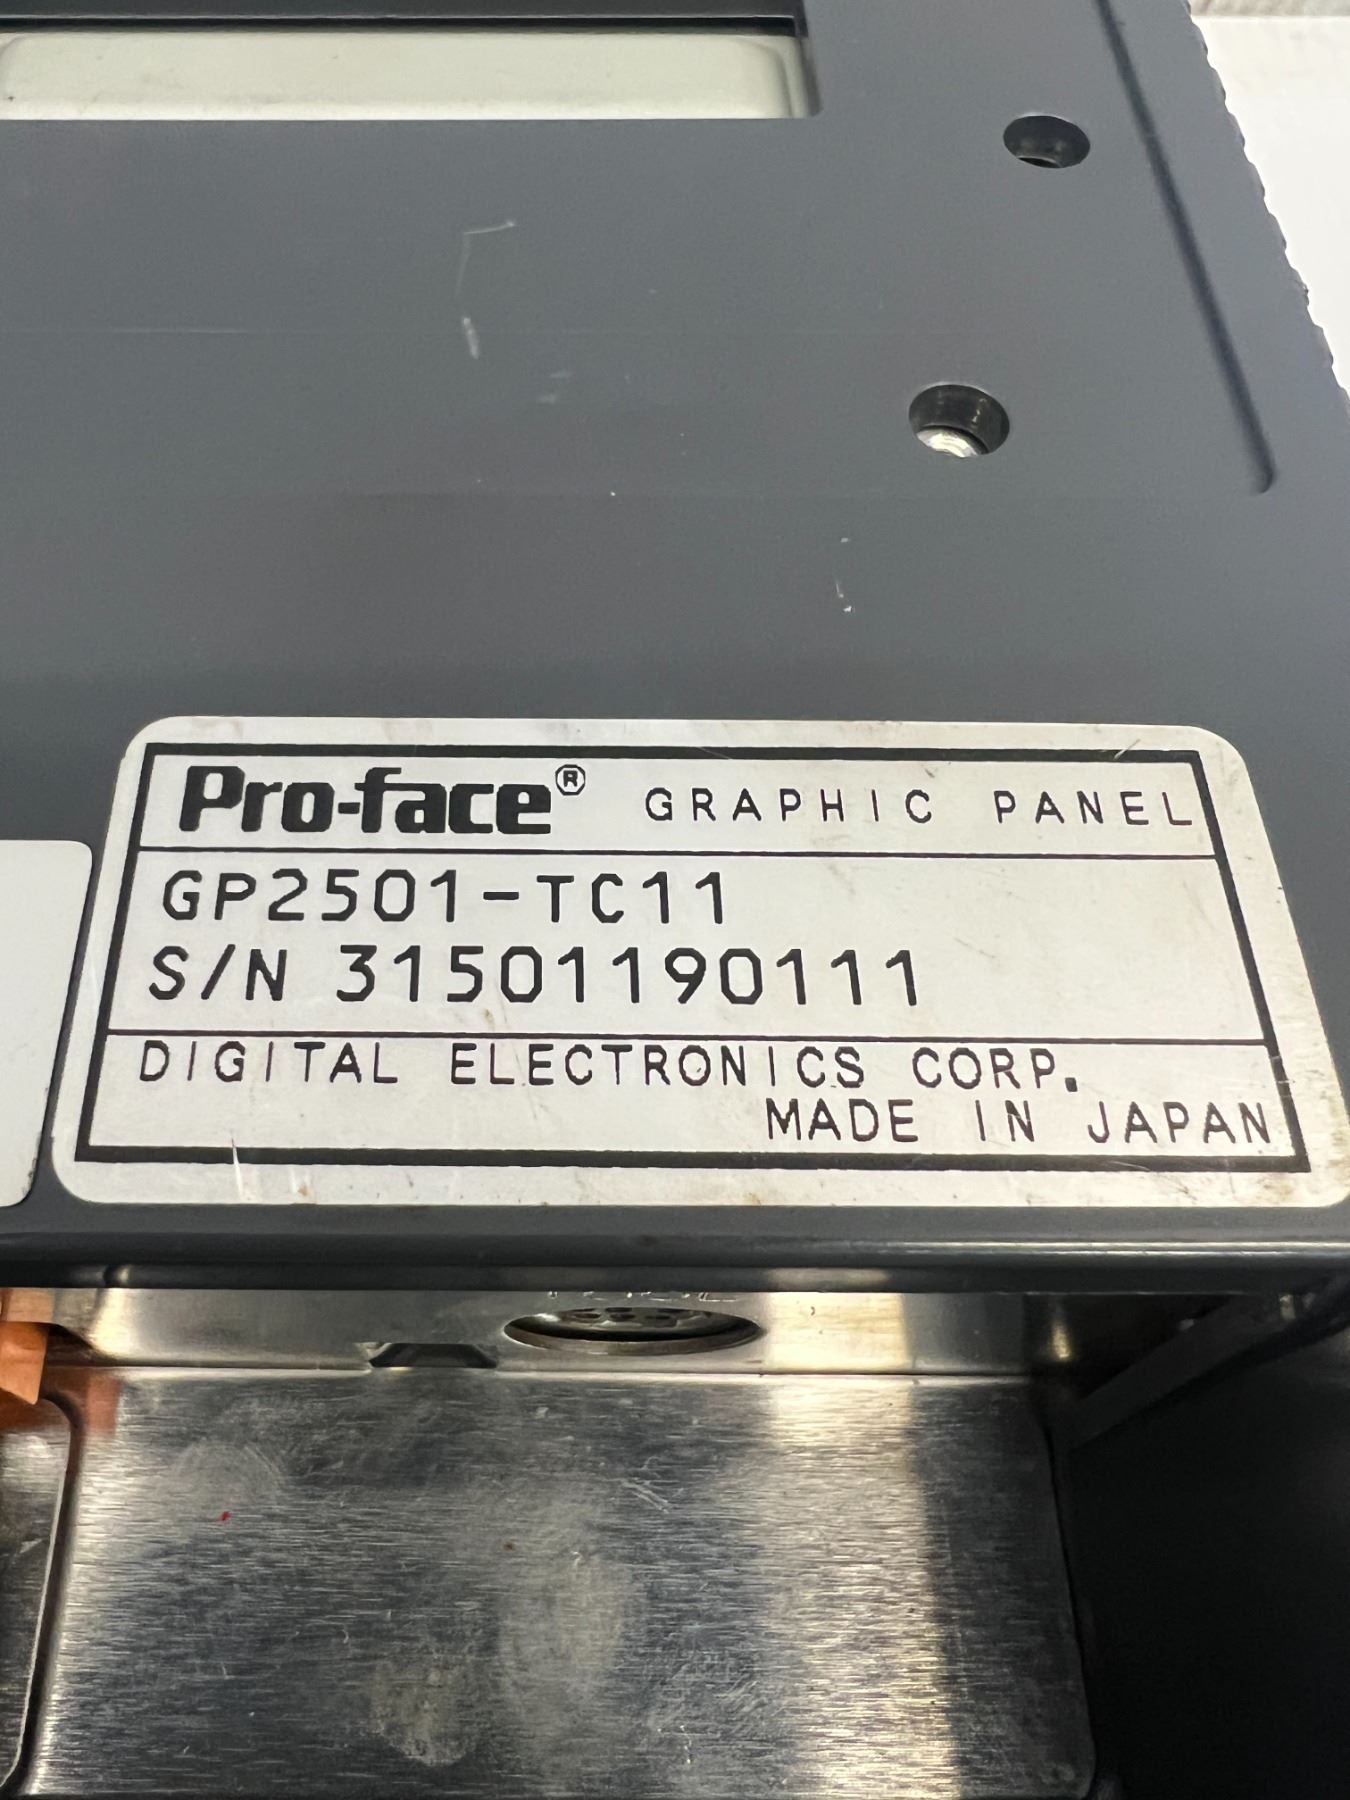 Pro-face® GRAPHIC PANEL
GP2501-TC11
S/N 31501190111
DIGITAL ELECTRONICS CORP.
MADE IN JAPAN